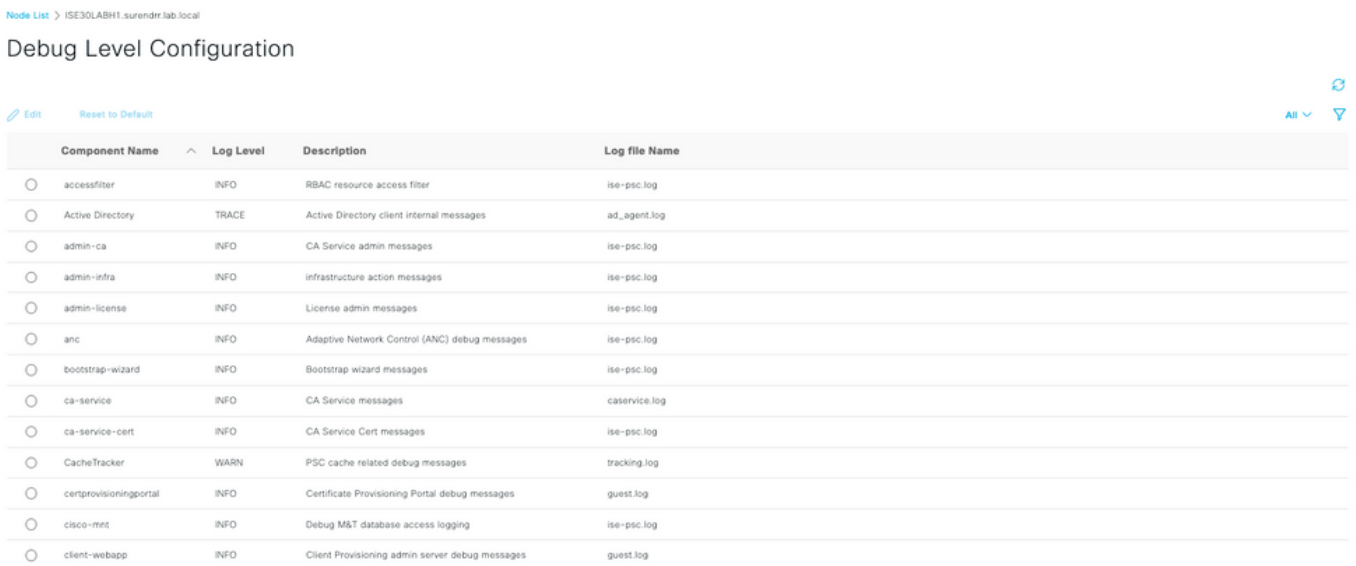 Node List > ISE30LABH1.surendrr.lab.local
Debug Level Configuration
Edit Reset to Default All
Component Name Log Level Description Log file Name
accessfilter INFO RBAC resource access filter ise-psc.log
Active Directory TRACE Active Directory client internal messages ad_agent.log
admin-ca INFO CA Service admin messages ise-psc.log
admin-infra INFO infrastructure action messages ise-psc.log
admin-license INFO License admin messages ise-psc.log
anc INFO Adaptive Network Control (ANC) debug messages ise-psc.log
bootstrap-wizard INFO Bootstrap wizard messages ise-psc.log
ca-service INFO CA Service messages caservice.log
ca-service-cert INFO CA Service Cert messages ise-psc.log
CacheTracker WARN PSC cache related debug messages tracking.log
certprovisioningportal INFO Certificate Provisioning Portal debug messages guest.log
cisco-mnt INFO Debug M&T database access logging ise-psc.log
client-webapp INFO Client Provisioning admin server debug messages guest.log